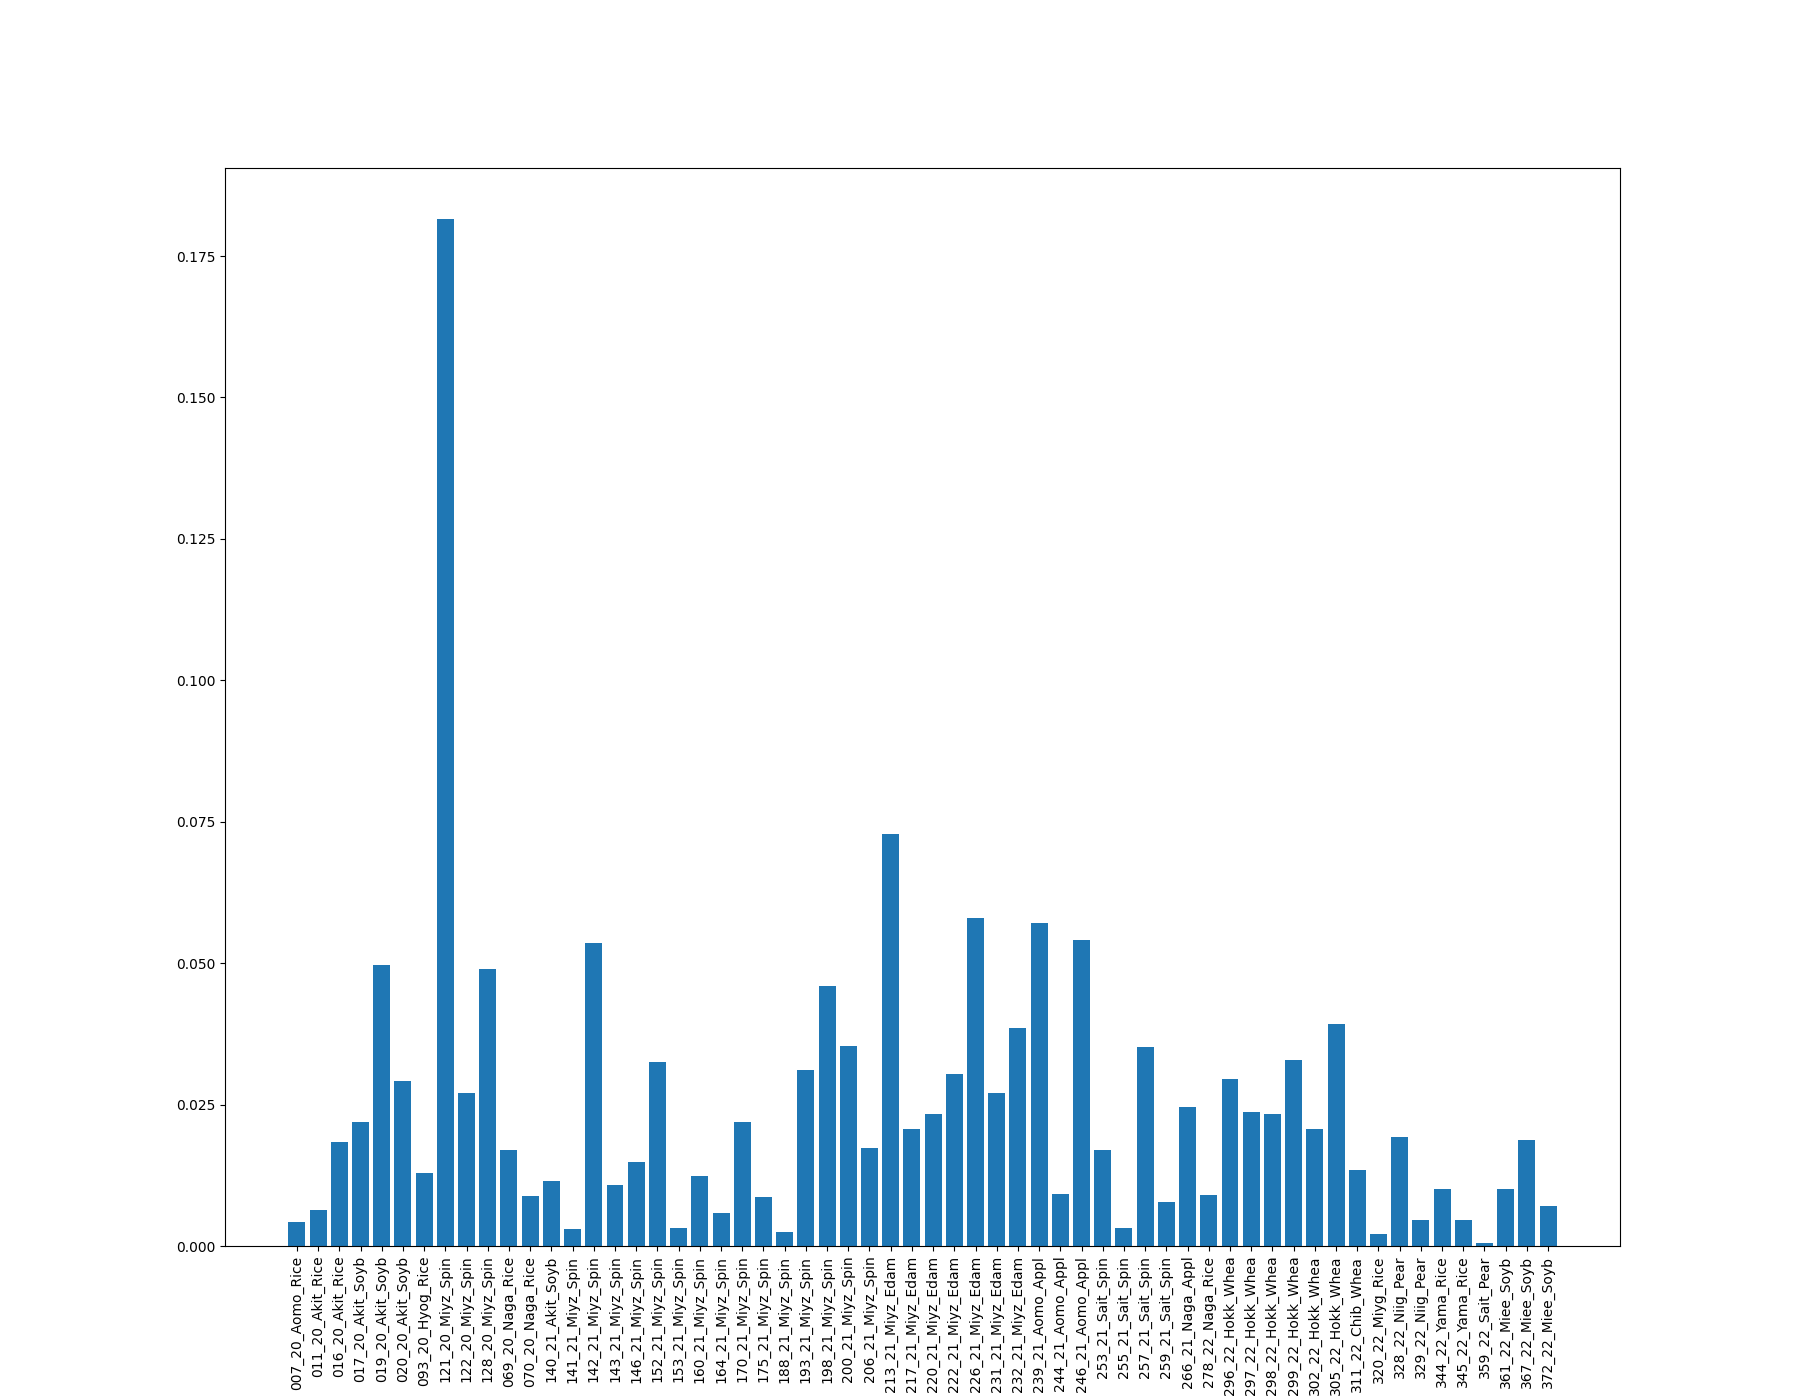 0.175
0.150
0.125
0.100
0.075
0.050
0.025
0.000
007_20_Aomo_Rice
011_20_Akit_Rice
016_20_Akit_Rice
017_20_Akit_Soyb
019_20_Akit_Soyb
020_20_Akit_Soyb
093_20_Hyog_Rice
121_20_Miyz_Spin
122_20_Miyz_Spin
128_20_Miyz_Spin
069_20_Naga_Rice
070_20_Naga_Rice
140_21_Akit_Soyb
141_21_Miyz_Spin
142_21_Miyz_Spin
143_21_Miyz_Spin
146_21_Miyz_Spin
152_21_Miyz_Spin
153_21_Miyz_Spin
160_21_Miyz_Spin
164_21_Miyz_Spin
170_21_Miyz_Spin
175_21_Miyz_Spin
188_21_Miyz_Spin
193_21_Miyz_Spin
198_21_Miyz_Spin
200_21_Miyz_Spin
206_21_Miyz_Spin
213_21_Miyz_Edam
217_21_Miyz_Edam
220_21_Miyz_Edam
222_21_Miyz_Edam
226_21_Miyz_Edam
231_21_Miyz_Edam
232_21_Miyz_Edam
239_21_Aomo_Appl
244_21_Aomo_Appl
246_21_Aomo_Appl
253_21_Sait_Spin
255_21_Sait_Spin
257_21_Sait_Spin
259_21_Sait_Spin
266_21_Naga_Appl
278_22_Naga_Rice
296_22_Hokk_Whea
297_22_Hokk_Whea
298_22_Hokk_Whea
299_22_Hokk_Whea
302_22_Hokk_Whea
305_22_Hokk_Whea
311_22_Chib_Whea
320_22_Miyg_Rice
328_22_Niig_Pear
329_22_Niig_Pear
344_22_Yama_Rice
345_22_Yama_Rice
359_22_Sait_Pear
361_22_Miee_Soyb
367_22_Miee_Soyb
372_22_Miee_Soyb